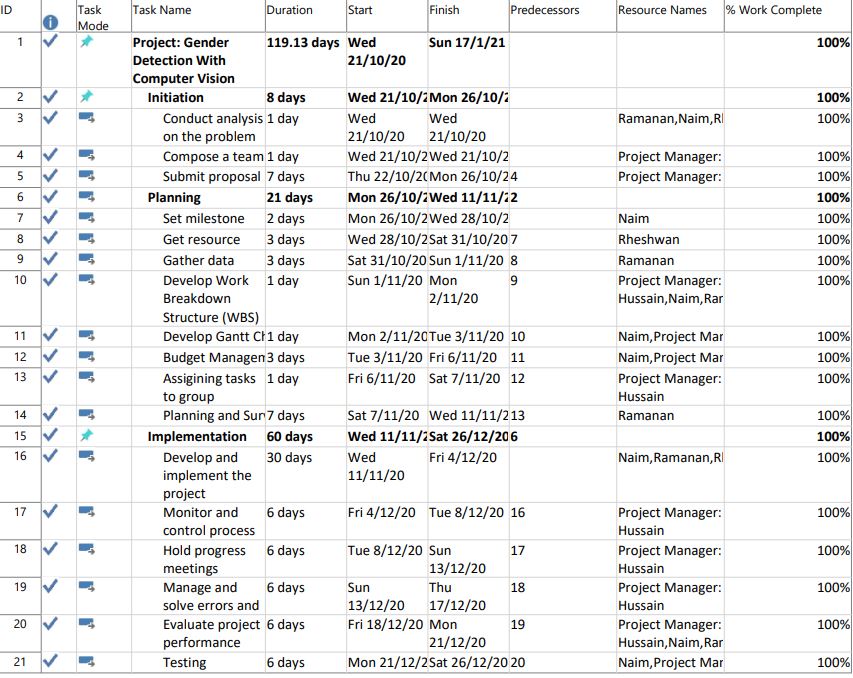 ID Task Mode Task Name Duration Start Finish Predecessors Resource Names % Work Complete
1 Project: Gender Detection With Computer Vision 119.13 days Wed 21/10/20 Sun 17/1/21 100%
2 Initiation 8 days Wed 21/10/2 Mon 26/10/2 100%
3 Conduct analysis on the problem 1 day Wed 21/10/20 Wed 21/10/20 Ramanan,Naim,Rl 100%
4 Compose a team 1 day Wed 21/10/2 Wed 21/10/2 Project Manager: 100%
5 Submit proposal 7 days Thu 22/10/20 Mon 26/10/2 4 Project Manager: 100%
6 Planning 21 days Mon 26/10/2 Wed 11/11/2 2 100%
7 Set milestone 2 days Mon 26/10/2 Wed 28/10/2 Naim 100%
8 Get resource 3 days Wed 28/10/2 Sat 31/10/20 7 Rheshwan 100%
9 Gather data 3 days Sat 31/10/20 Sun 1/11/20 8 Ramanan 100%
10 Develop Work Breakdown Structure (WBS) 1 day Sun 1/11/20 Mon 2/11/20 9 Project Manager: Hussain,Naim,Rar 100%
11 Develop Gantt Ch 1 day Mon 2/11/20 Tue 3/11/20 10 Naim,Project Mar 100%
12 Budget Managem 3 days Tue 3/11/20 Fri 6/11/20 11 Naim,Project Mar 100%
13 Assigining tasks to group 1 day Fri 6/11/20 Sat 7/11/20 12 Project Manager: Hussain 100%
14 Planning and Sur 7 days Sat 7/11/20 Wed 11/11/2 13 Ramanan 100%
15 Implementation 60 days Wed 11/11/2 Sat 26/12/20 6 100%
16 Develop and implement the project 30 days Wed 11/11/20 Fri 4/12/20 Naim,Ramanan,Rl 100%
17 Monitor and control process 6 days Fri 4/12/20 Tue 8/12/20 16 Project Manager: Hussain 100%
18 Hold progress meetings 6 days Tue 8/12/20 Sun 13/12/20 17 Project Manager: Hussain 100%
19 Manage and solve errors and 6 days Sun 13/12/20 Thu 17/12/20 18 Project Manager: Hussain 100%
20 Evaluate project performance 6 days Fri 18/12/20 Mon 21/12/20 19 Project Manager: Hussain,Naim,Rar 100%
21 Testing 6 days Mon 21/12/2 Sat 26/12/20 20 Naim,Project Mar 100%